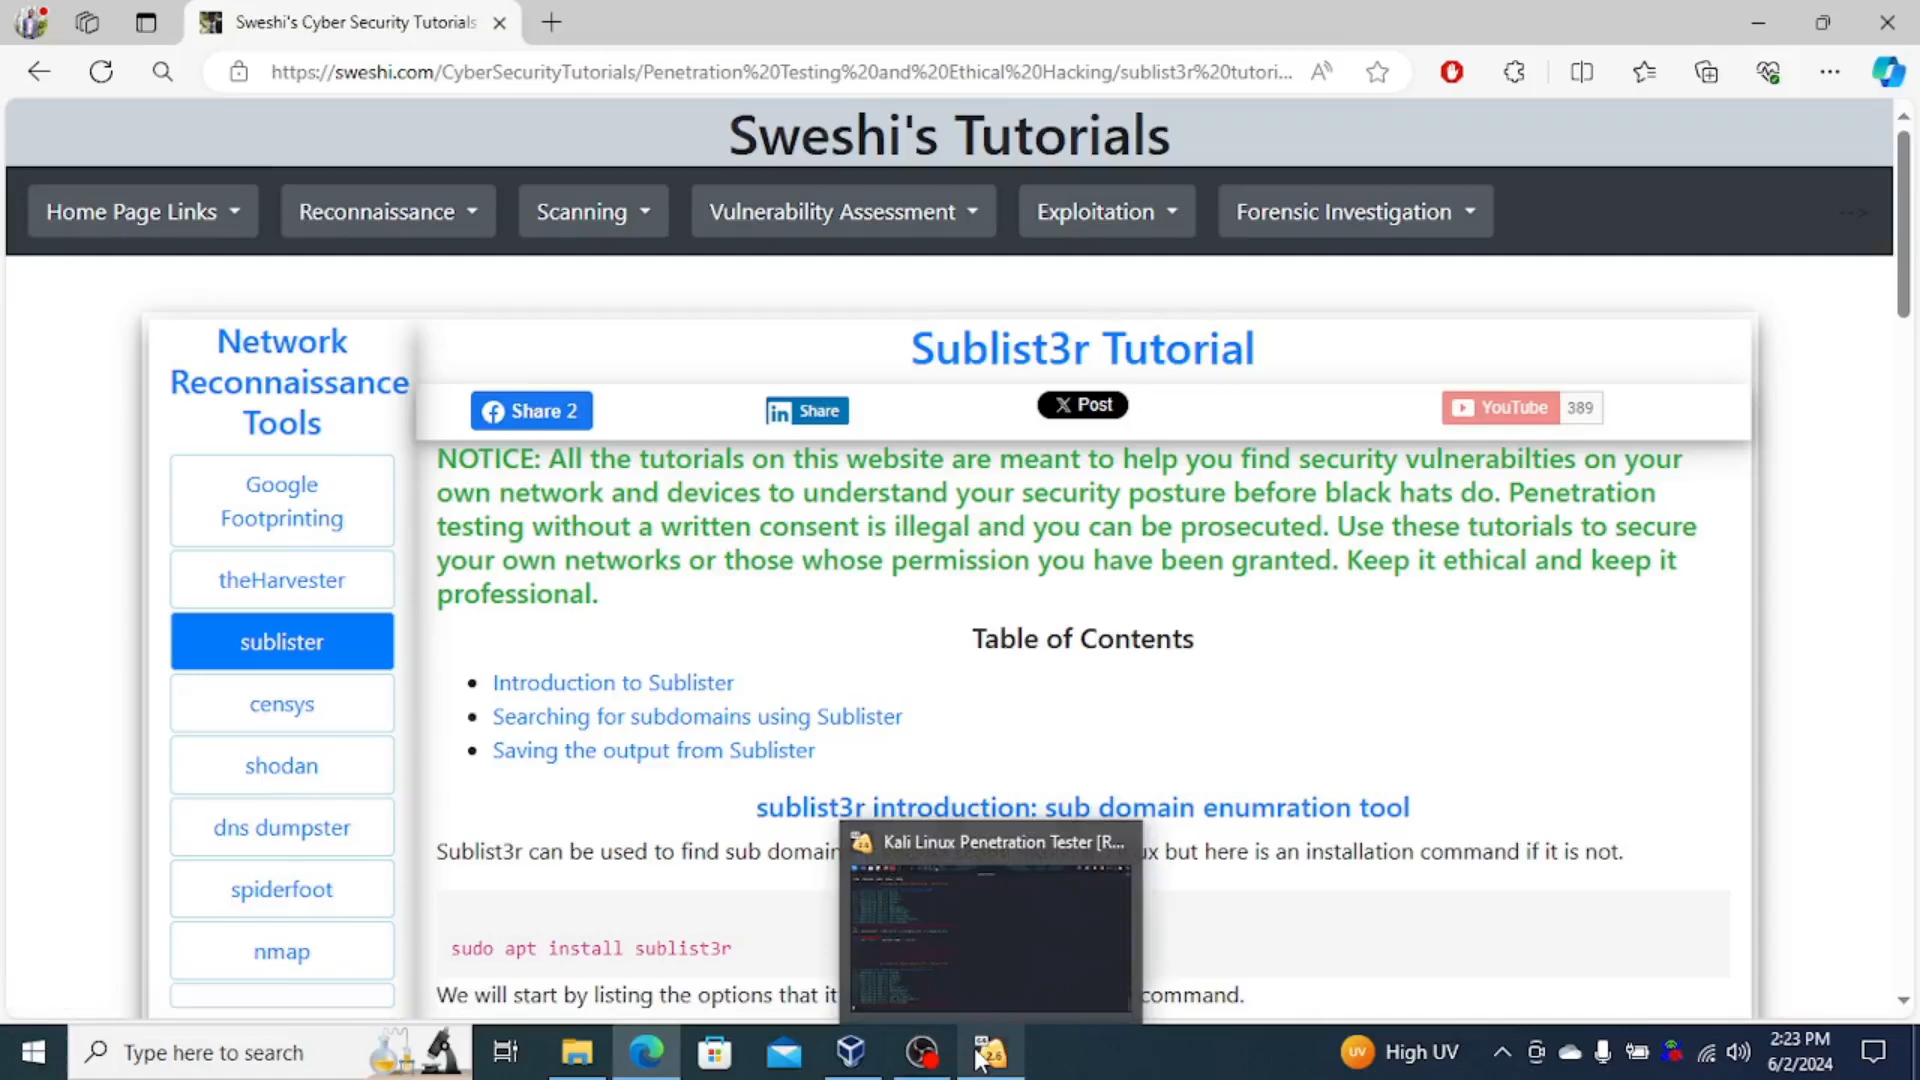 Sweshi's Cyber Security Tutorials
https://sweshi.com/CyberSecurityTutorials/Penetration%20Testing%20and%20Ethical%20Hacking/sublist3r%20tutori...
Sweshi's Tutorials
Home Page Links
Reconnaissance
Scanning
Vulnerability Assessment
Exploitation
Forensic Investigation
-->
Network
Reconnaissance
Tools
Google
Footprinting
theHarvester
sublister
censys
shodan
dns dumpster
spiderfoot
nmap
Sublist3r Tutorial
Share 2
in Share
X Post
YouTube 389
NOTICE: All the tutorials on this website are meant to help you find security vulnerabilties on your
own network and devices to understand your security posture before black hats do. Penetration
testing without a written consent is illegal and you can be prosecuted. Use these tutorials to secure
your own networks or those whose permission you have been granted. Keep it ethical and keep it
professional.
Table of Contents
Introduction to Sublister
Searching for subdomains using Sublister
Saving the output from Sublister
sublist3r introduction: sub domain enumration tool
Sublist3r can be used to find sub domain
ux but here is an installation command if it is not.
Kali Linux Penetration Tester [R...
sudo apt install sublist3r
We will start by listing the options that it
command.
Type here to search
UV High UV
2:23 PM
6/2/2024